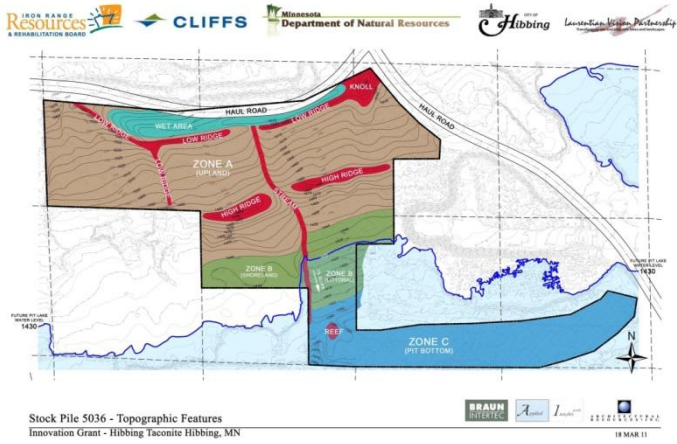 IRON RANGE
Resources
& REHABILITATION BOARD
CLIFFS
Minnesota
Department of Natural Resources
CITY OF
Hibbing
Laurentian Vision Partnership
HAUL ROAD
HAUL ROAD
KNOLL
WET AREA
LOW RIDGE
LOW RIDGE
LOW RIDGE
ZONE A
(UPLAND)
HIGH RIDGE
HIGH RIDGE
ZONE B
(SHORELAND)
ZONE B
(LITTORAL)
FUTURE PIT LAKE
WATER LEVEL
1430
FUTURE PIT LAKE
WATER LEVEL
1430
REEF
ZONE C
(PIT BOTTOM)
N
Stock Pile 5036 - Topographic Features
Innovation Grant - Hibbing Taconite Hibbing, MN
BRAUN
INTERTEC
Applied
18 MAR 11